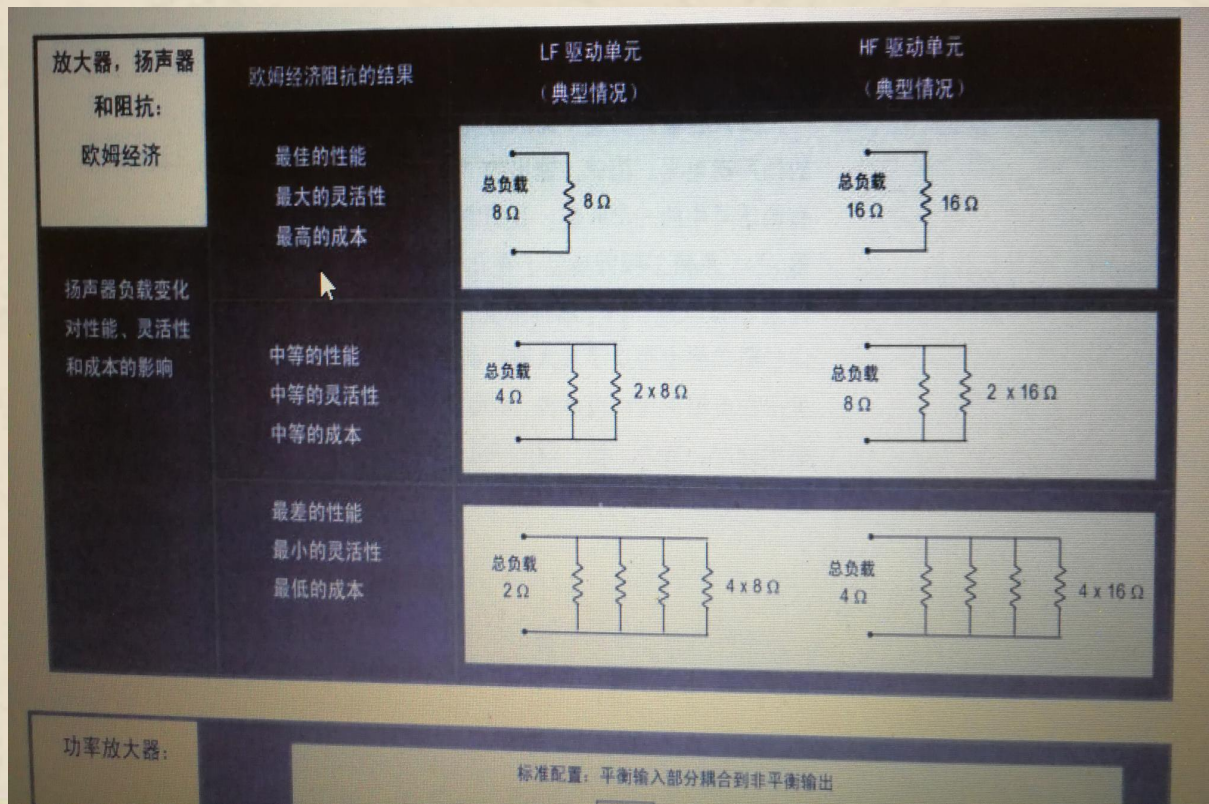 放大器，扬声器
和阻抗：
欧姆经济
欧姆经济阻抗的结果
LF 驱动单元
（典型情况）
HF 驱动单元
（典型情况）
扬声器负载变化
对性能、灵活性
和成本的影响
最佳的性能
最大的灵活性
最高的成本
总负载
8 Ω
8 Ω
总负载
16 Ω
16 Ω
中等的性能
中等的灵活性
中等的成本
总负载
4 Ω
2 x 8 Ω
总负载
8 Ω
2 x 16 Ω
最差的性能
最小的灵活性
最低的成本
总负载
2 Ω
4 x 8 Ω
总负载
4 Ω
4 x 16 Ω
功率放大器：
标准配置：平衡输入部分耦合到非平衡输出